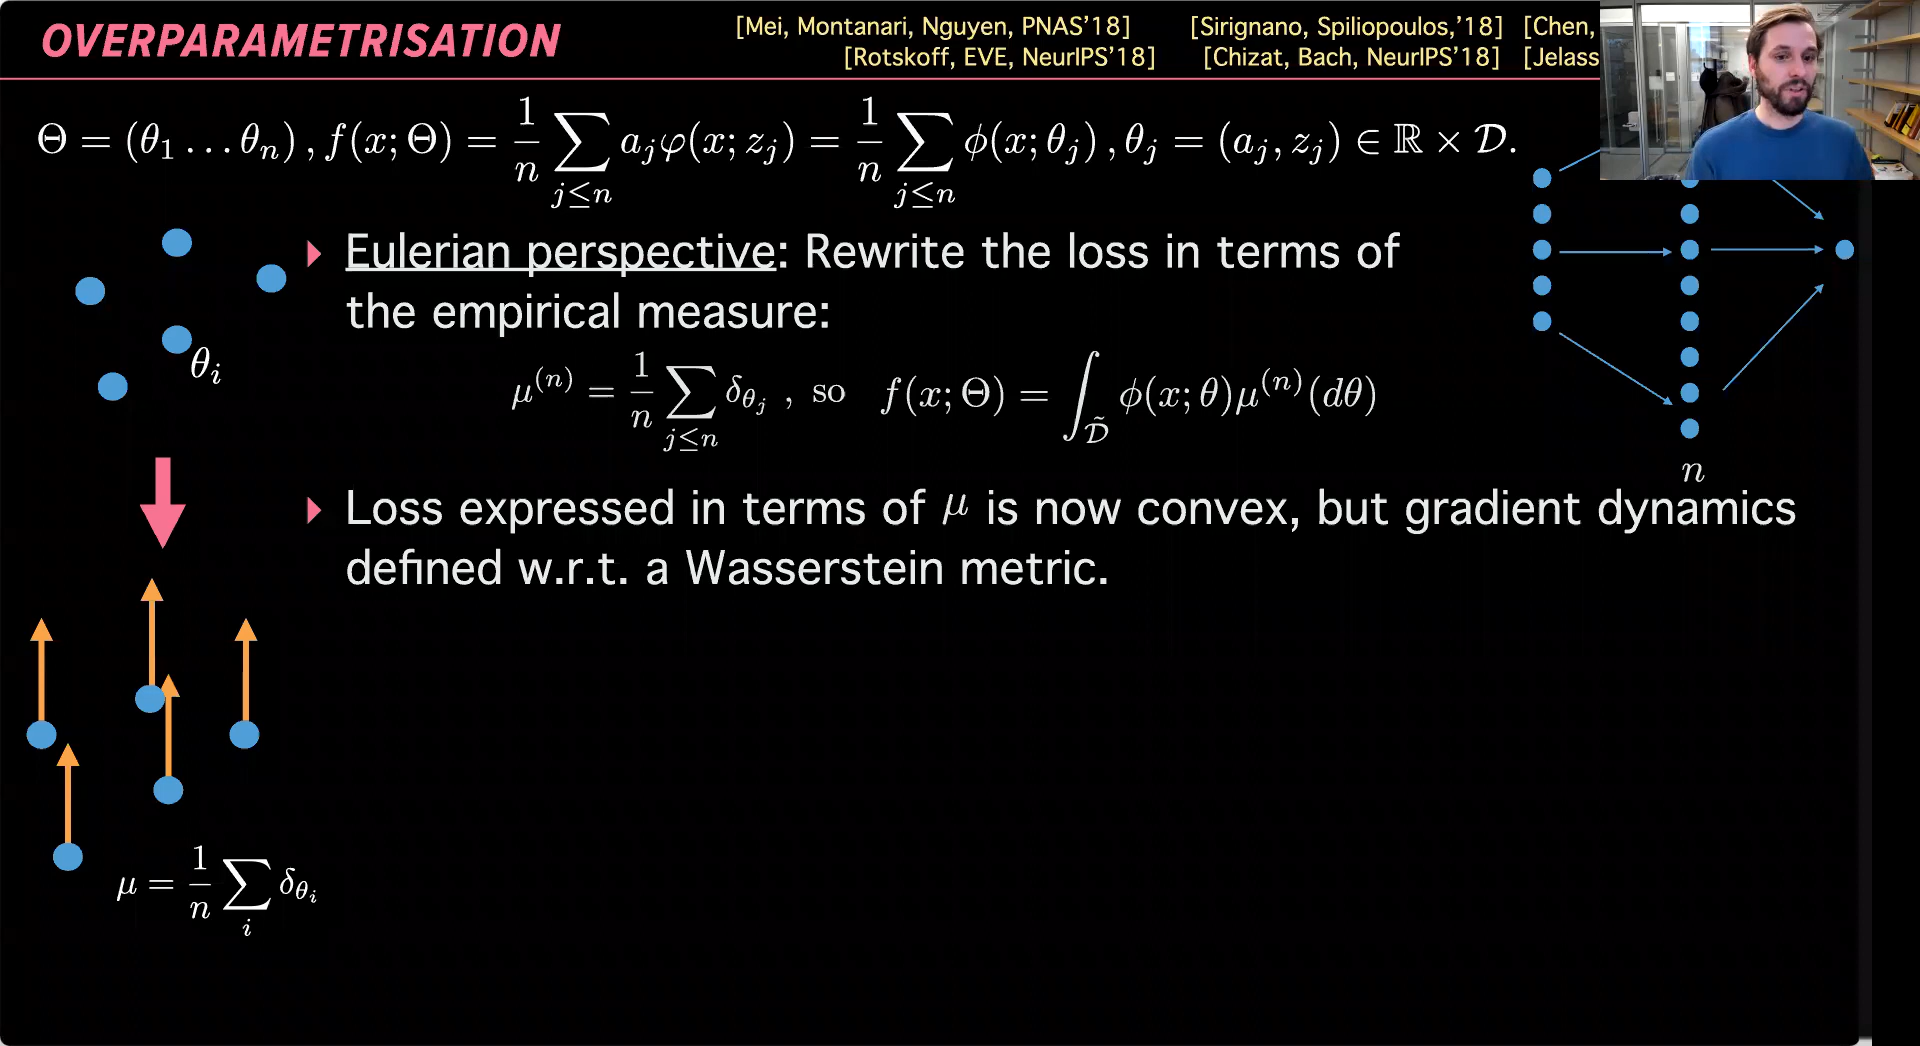 OVERPARAMETRISATION
[Mei, Montanari, Nguyen, PNAS'18] [Sirignano, Spiliopoulos,'18] [Chen,
[Rotskoff, EVE, NeurIPS'18] [Chizat, Bach, NeurIPS'18] [Jelass
Θ = (θ₁ … θₙ) , f(x; Θ) = 1/n ∑_{j≤n} a_j φ(x; z_j) = 1/n ∑_{j≤n} ϕ(x; θ_j) , θ_j = (a_j, z_j) ∈ ℝ × 𝒟.
Eulerian perspective: Rewrite the loss in terms of
the empirical measure:
θ_i
μ^{(n)} = 1/n ∑_{j≤n} δ_{θ_j} , so f(x; Θ) = ∫_{𝒟̃} ϕ(x; θ)μ^{(n)}(dθ)
n
Loss expressed in terms of μ is now convex, but gradient dynamics
defined w.r.t. a Wasserstein metric.
μ = 1/n ∑_i δ_{θ_i}